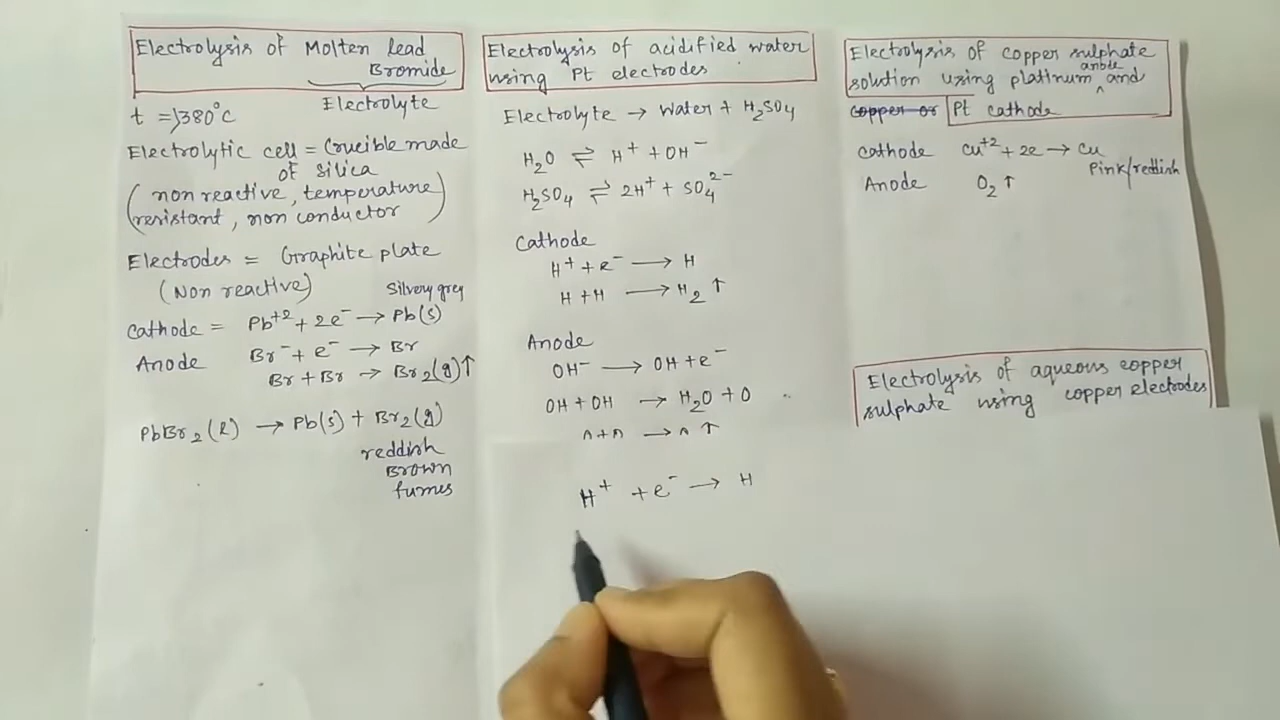 Electrolysis of Molten lead
Bromide
Electrolyte
t =>380°C
Electrolytic cell = Crucible made
of silica
(non reactive, temperature
resistant, non conductor)
Electrodes = Graphite plate
(Non reactive)
Silvery grey
Cathode = Pb+2 + 2e- → Pb(s)
Anode Br- + e- → Br
Br + Br → Br2(g)↑
PbBr2(l) → Pb(s) + Br2(g)
reddish
Brown
fumes
Electrolysis of acidified water
using Pt electrodes
Electrolyte → Water + H2SO4
H2O ⇌ H+ + OH-
H2SO4 ⇌ 2H+ + SO4 2-
Cathode
H+ + e- → H
H + H → H2 ↑
Anode
OH- → OH + e-
OH + OH → H2O + O
H+ + e- → H
Electrolysis of copper sulphate
anode
solution using platinum ^ and
copper or Pt cathode
Cathode Cu+2 + 2e → Cu
Pink/reddish
Anode O2 ↑
Electrolysis of aqueous copper
sulphate using copper electrodes